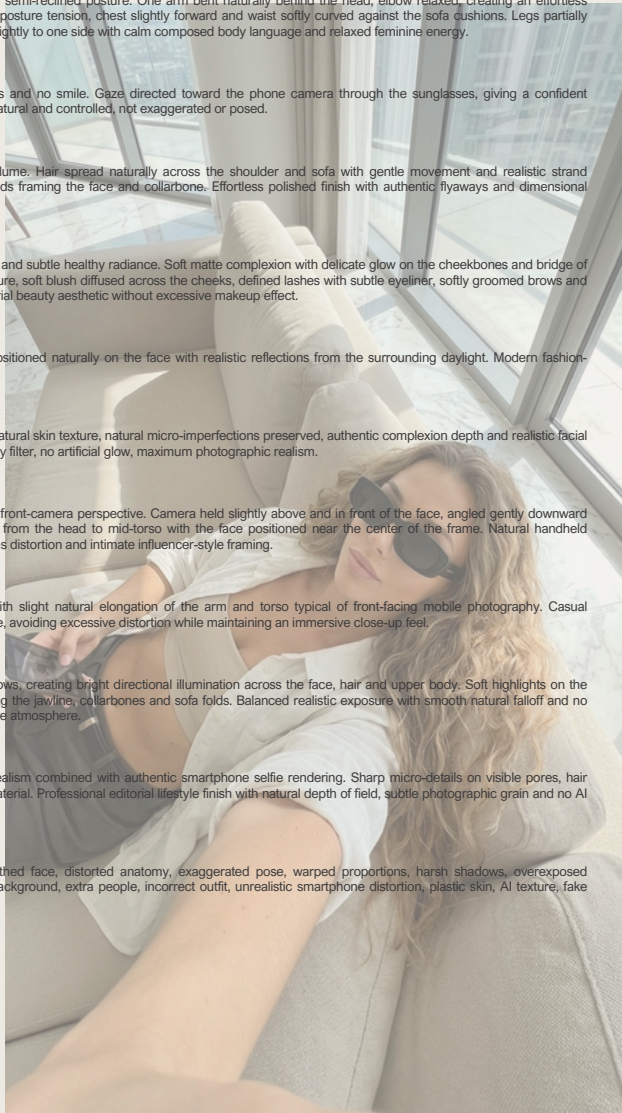 semi-reclined posture. One arm bent naturally behind the head, elbow relaxed, creating an effortless
posture tension, chest slightly forward and waist softly curved against the sofa cushions. Legs partially
to one side with calm composed body language and relaxed feminine energy.
and no smile. Gaze directed toward the phone camera through the sunglasses, giving a confident
and controlled, not exaggerated or posed.
Hair spread naturally across the shoulder and sofa with gentle movement and realistic strand
framing the face and collarbone. Effortless polished finish with authentic flyaways and dimensional
and subtle healthy radiance. Soft matte complexion with delicate glow on the cheekbones and bridge of
soft blush diffused across the cheeks, defined lashes with subtle eyeliner, softly groomed brows and
beauty aesthetic without excessive makeup effect.
naturally on the face with realistic reflections from the surrounding daylight. Modern fashion-
skin texture, natural micro-imperfections preserved, authentic complexion depth and realistic facial
filter, no artificial glow, maximum photographic realism.
front-camera perspective. Camera held slightly above and in front of the face, angled gently downward
from the head to mid-torso with the face positioned near the center of the frame. Natural handheld
distortion and intimate influencer-style framing.
slight natural elongation of the arm and torso typical of front-facing mobile photography. Casual
avoiding excessive distortion while maintaining an immersive close-up feel.
creating bright directional illumination across the face, hair and upper body. Soft highlights on the
the jawline, collarbones and sofa folds. Balanced realistic exposure with smooth natural falloff and no
atmosphere.
combined with authentic smartphone selfie rendering. Sharp micro-details on visible pores, hair
Professional editorial lifestyle finish with natural depth of field, subtle photographic grain and no AI
face, distorted anatomy, exaggerated pose, warped proportions, harsh shadows, overexposed
extra people, incorrect outfit, unrealistic smartphone distortion, plastic skin, AI texture, fake